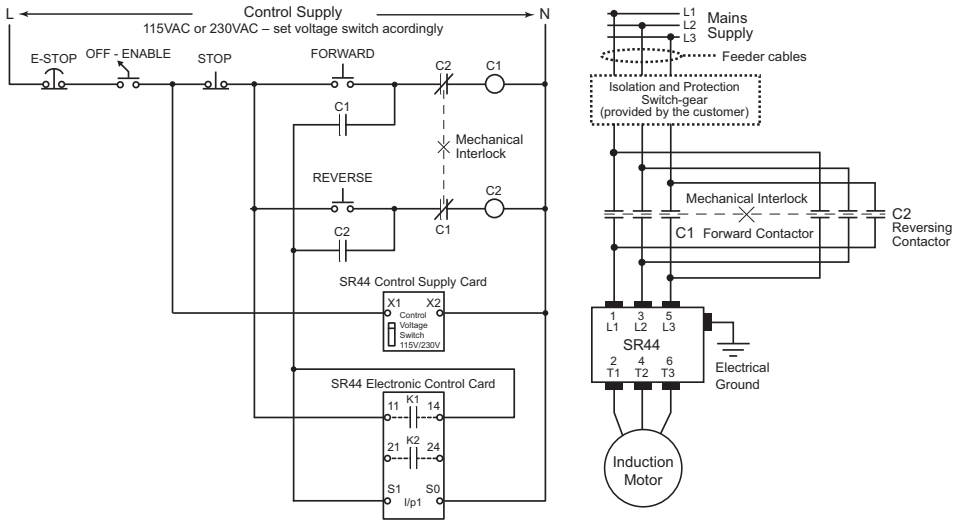 L
Control Supply
N
115VAC or 230VAC – set voltage switch acordingly
E-STOP
OFF - ENABLE
STOP
FORWARD
C2
C1
C1
Mechanical
Interlock
REVERSE
C2
C2
C1
SR44 Control Supply Card
X1
X2
Control
Voltage
Switch
115V/230V
SR44 Electronic Control Card
11
K1
14
21
K2
24
S1
S0
I/p1
L1
L2
L3
Mains
Supply
Feeder cables
Isolation and Protection
Switch-gear
(provided by the customer)
Mechanical Interlock
C1 Forward Contactor
C2
Reversing
Contactor
1 3 5
L1 L2 L3
SR44
2 4 6
T1 T2 T3
Electrical
Ground
Induction
Motor